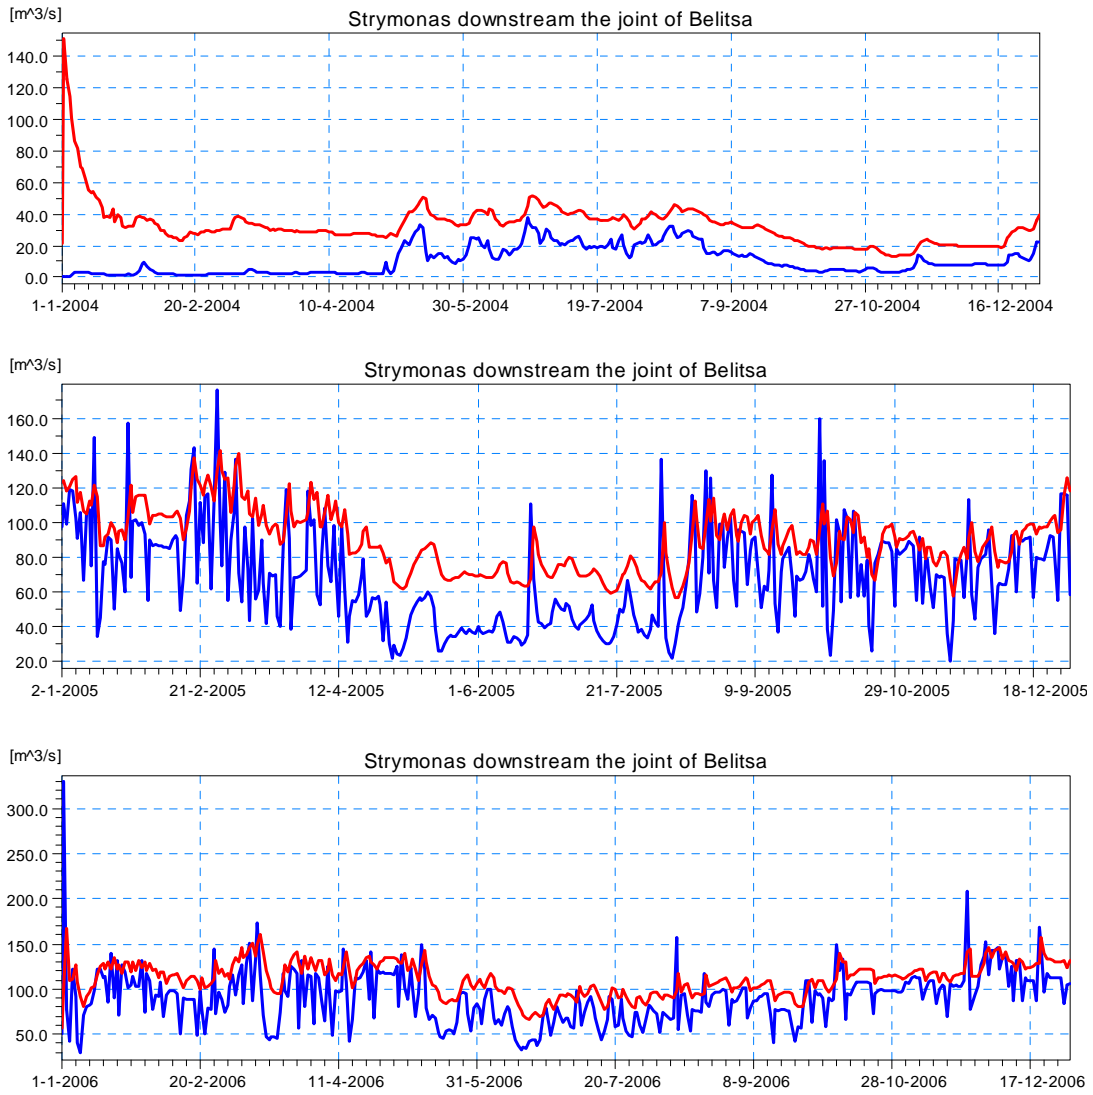 [m^3/s]
Strymonas downstream the joint of Belitsa
140.0
120.0
100.0
80.0
60.0
40.0
20.0
0.0
1-1-2004 20-2-2004 10-4-2004 30-5-2004 19-7-2004 7-9-2004 27-10-2004 16-12-2004
[m^3/s]
Strymonas downstream the joint of Belitsa
160.0
140.0
120.0
100.0
80.0
60.0
40.0
20.0
2-1-2005 21-2-2005 12-4-2005 1-6-2005 21-7-2005 9-9-2005 29-10-2005 18-12-2005
[m^3/s]
Strymonas downstream the joint of Belitsa
300.0
250.0
200.0
150.0
100.0
50.0
1-1-2006 20-2-2006 11-4-2006 31-5-2006 20-7-2006 8-9-2006 28-10-2006 17-12-2006